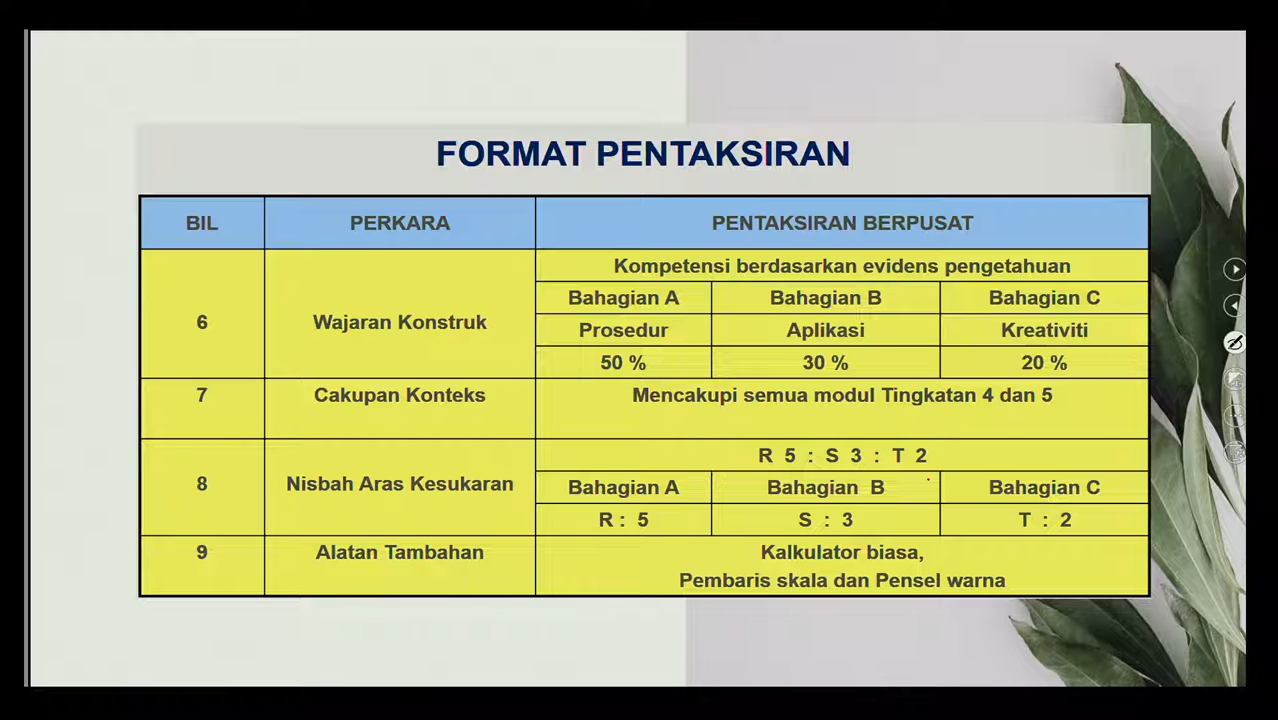 FORMAT PENTAKSIRAN
BIL PERKARA PENTAKSIRAN BERPUSAT
6 Wajaran Konstruk Kompetensi berdasarkan evidens pengetahuan
Bahagian A Bahagian B Bahagian C
Prosedur Aplikasi Kreativiti
50 % 30 % 20 %
7 Cakupan Konteks Mencakupi semua modul Tingkatan 4 dan 5
8 Nisbah Aras Kesukaran R 5 : S 3 : T 2
Bahagian A Bahagian B Bahagian C
R : 5 S : 3 T : 2
9 Alatan Tambahan Kalkulator biasa,
Pembaris skala dan Pensel warna